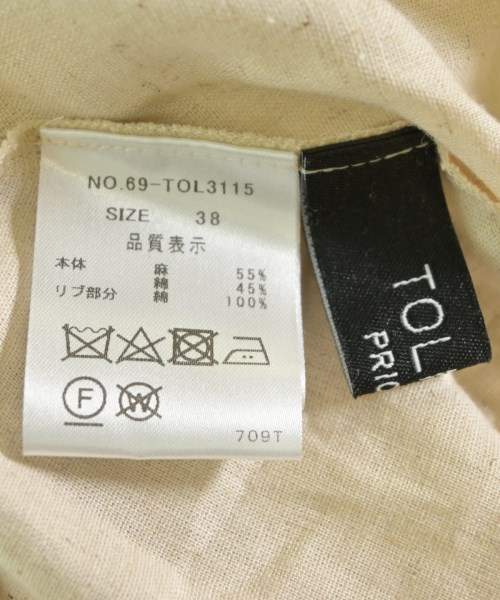 NO.69-TOL3115
SIZE 38
品質表示
本体 麻 55%
綿 45%
リブ部分 綿 100%
F
W
709T
TOL
PRI